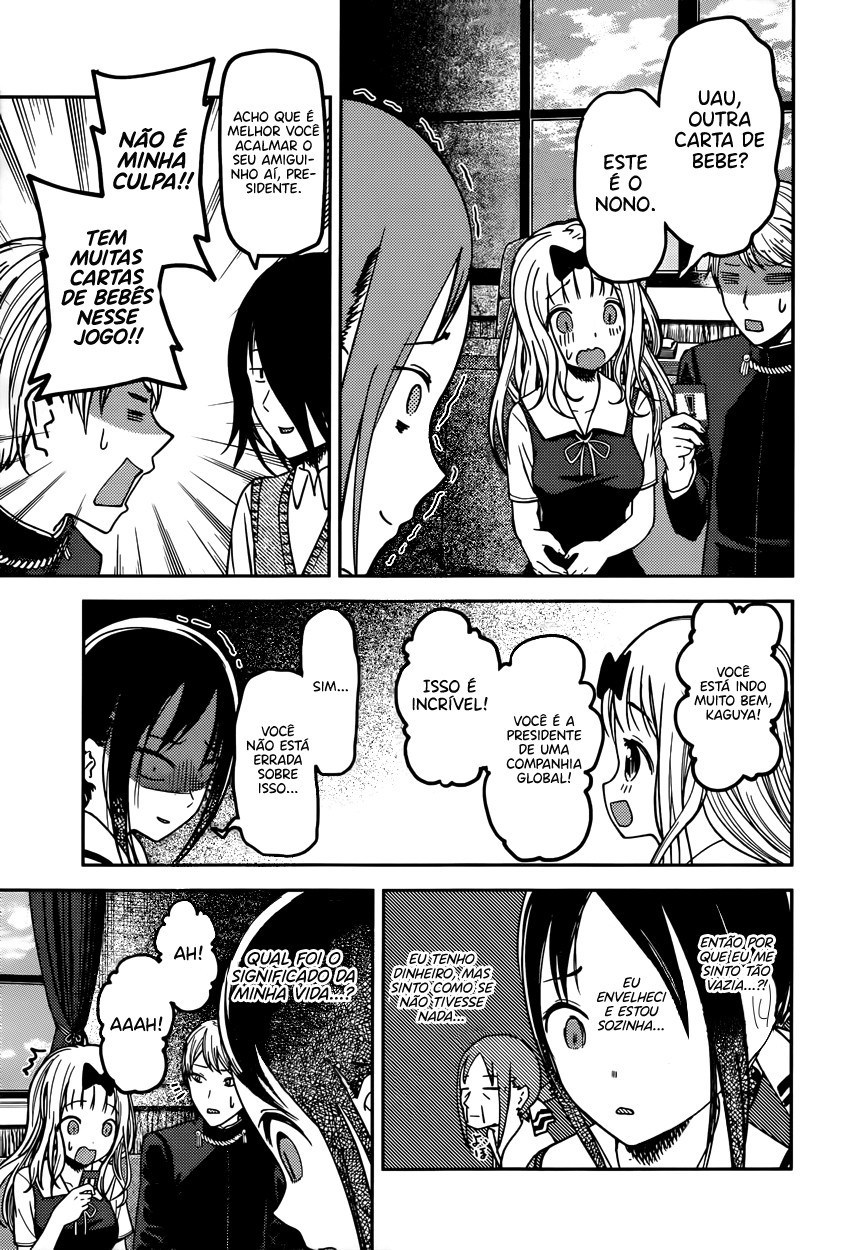 UAU,
OUTRA
CARTA DE
BEBE?
ESTE
É O
NONO.
ACHO QUE É
MELHOR VOCÊ
ACALMAR O
SEU AMIGUI-
NHO AÍ, PRE-
SIDENTE.
NÃO É
MINHA
CULPA!!
TEM
MUITAS
CARTAS
DE BEBÊS
NESSE
JOGO!!
VOCÊ
ESTÁ INDO
MUITO BEM,
KAGUYA!
VOCÊ É A
PRESIDENTE
DE UMA
COMPANHIA
GLOBAL!
ISSO É
INCRÍVEL!
SIM...
VOCÊ
NÃO ESTÁ
ERRADA
SOBRE
ISSO...
ENTÃO POR
QUE EU ME
SINTO TÃO
VAZIA...?!
EU
ENVELHECI
E ESTOU
SOZINHA...
EU TENHO
DINHEIRO, MAS
SINTO COMO SE
NÃO TIVESSE
NADA...
QUAL FOI O
SIGNIFICADO DA
MINHA VIDA...?
AH!
AAAH!